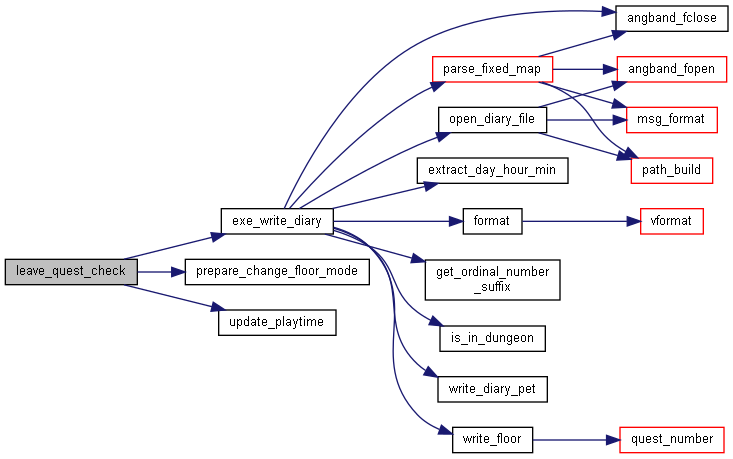 angband_fclose
parse_fixed_map
angband_fopen
open_diary_file
msg_format
extract_day_hour_min
path_build
exe_write_diary
format
vformat
leave_quest_check
prepare_change_floor_mode
get_ordinal_number
_suffix
update_playtime
is_in_dungeon
write_diary_pet
write_floor
quest_number